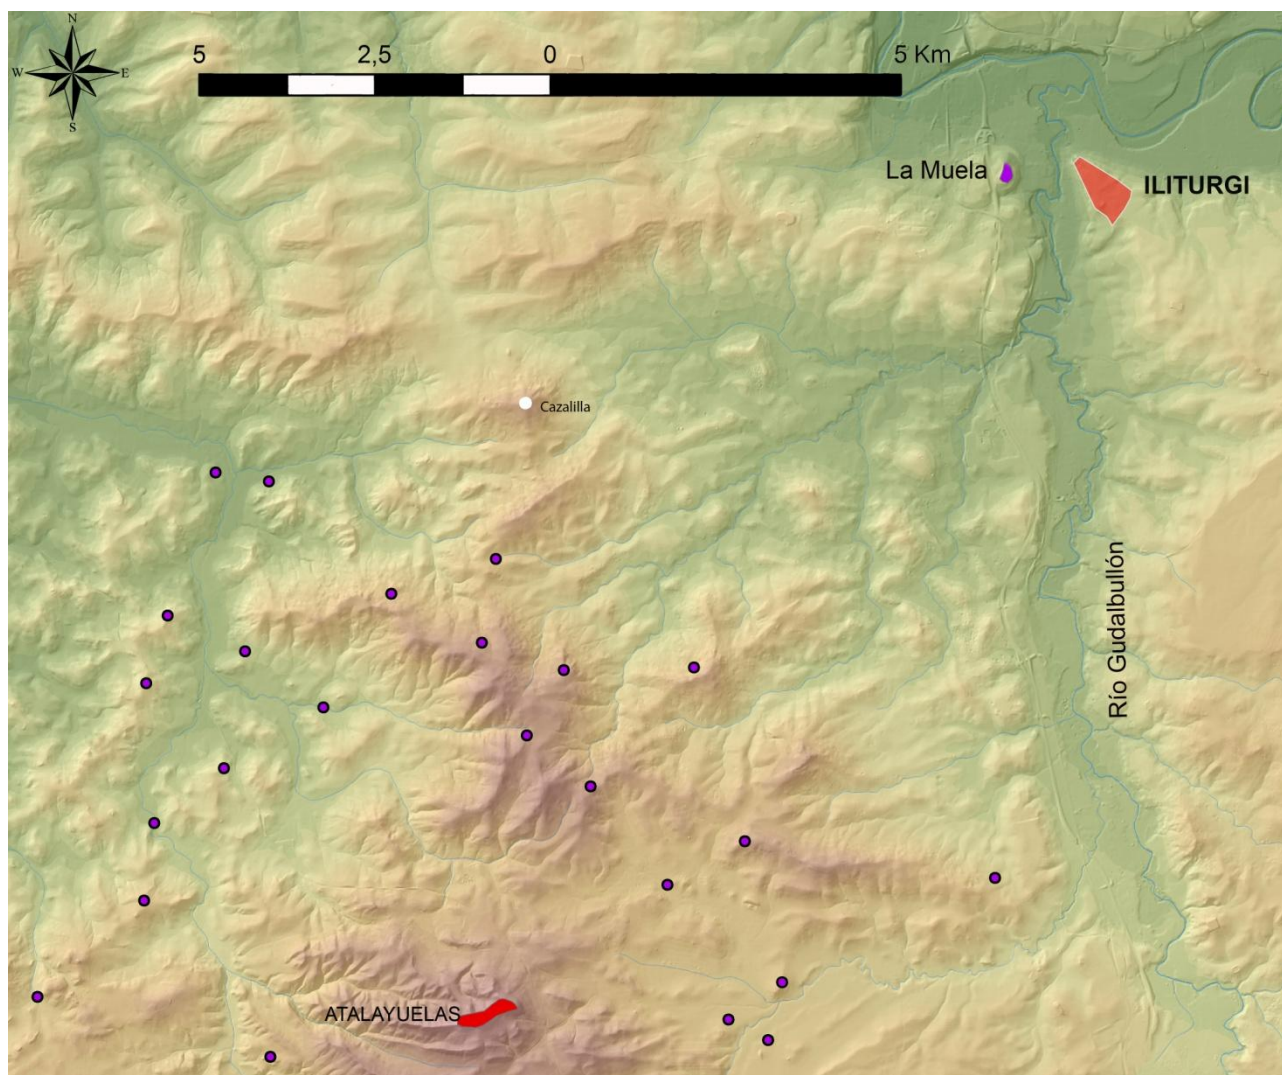 N
W E
S
5 2,5 0 5 Km
La Muela
ILITURGI
Cazalilla
Río Gudalbullón
ATALAYUELAS